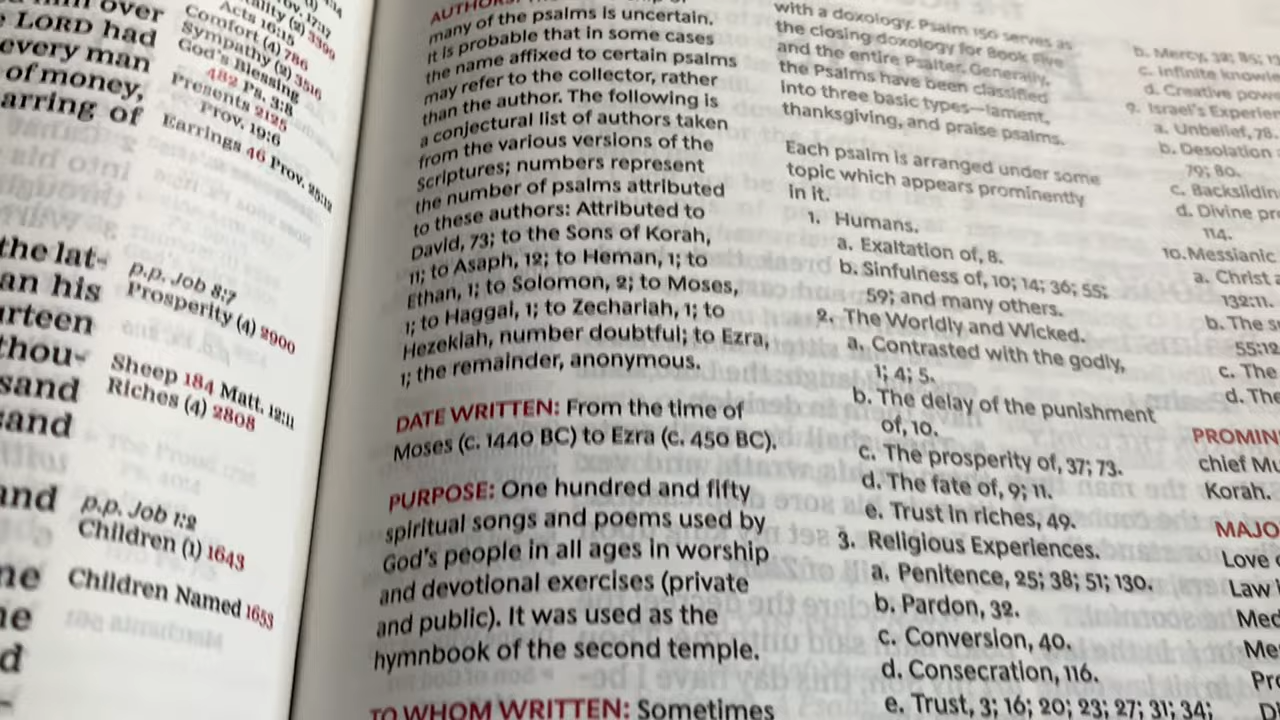 over
LORD had
every man
of money,
arring of
the lat-
an his
rteen
thou-
sand
sand
and
ne
he
d
Acts 16:15
Comfort (4) 786
Sympathy (2) 3516
God's Blessing
482 Ps. 3:8
Presents 2125
Prov. 19:6
Earrings 46 Prov. 25:12
p.p. Job 8:7
Prosperity (4) 2900
Sheep 184 Matt. 12:11
Riches (4) 2808
p.p. Job 1:2
Children (1) 1643
Children Named 1653
many of the psalms is uncertain.
It is probable that in some cases
the name affixed to certain psalms
may refer to the collector, rather
than the author. The following is
a conjectural list of authors taken
from the various versions of the
Scriptures; numbers represent
the number of psalms attributed
to these authors: Attributed to
David, 73; to the Sons of Korah,
11; to Asaph, 12; to Heman, 1; to
Ethan, 1; to Solomon, 2; to Moses,
1; to Haggai, 1; to Zechariah, 1; to
Hezekiah, number doubtful; to Ezra,
1; the remainder, anonymous.
DATE WRITTEN: From the time of
Moses (c. 1440 BC) to Ezra (c. 450 BC).
PURPOSE: One hundred and fifty
spiritual songs and poems used by
God's people in all ages in worship
and devotional exercises (private
and public). It was used as the
hymnbook of the second temple.
TO WHOM WRITTEN: Sometimes
with a doxology. Psalm 150 serves as
the closing doxology for Book Five
and the entire Psalter. Generally,
the Psalms have been classified
into three basic types—lament,
thanksgiving, and praise psalms.
Each psalm is arranged under some
topic which appears prominently
in it.
1. Humans.
a. Exaltation of, 8.
b. Sinfulness of, 10; 14; 36; 55;
59; and many others.
2. The Worldly and Wicked.
a. Contrasted with the godly,
1; 4; 5.
b. The delay of the punishment
of, 10.
c. The prosperity of, 37; 73.
d. The fate of, 9; 11.
e. Trust in riches, 49.
3. Religious Experiences.
a. Penitence, 25; 38; 51; 130.
b. Pardon, 32.
c. Conversion, 40.
d. Consecration, 116.
e. Trust, 3; 16; 20; 23; 27; 31; 34;
b. Mercy, 32; 85;
c. Infinite knowle
d. Creative powe
9. Israel's Experien
a. Unbelief, 78.
b. Desolation
79; 80.
c. Backslidin
d. Divine pr
114.
10. Messianic
a. Christ
132:11.
b. The s
55:12
c. The
d. The
PROMIN
chief Mu
Korah.
MAJO
Love
Law
Med
Me
Pro